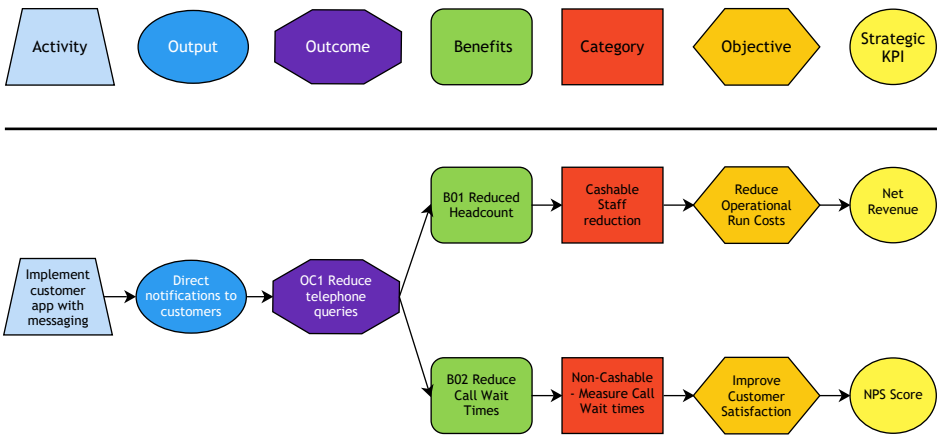 Activity
Output
Outcome
Benefits
Category
Objective
Strategic
KPI
B01 Reduced
Headcount
Cashable
Staff
reduction
Reduce
Operational
Run Costs
Net
Revenue
Implement
customer
app with
messaging
Direct
notifications to
customers
OC1 Reduce
telephone
queries
B02 Reduce
Call Wait
Times
Non-Cashable
- Measure Call
Wait times
Improve
Customer
Satisfaction
NPS Score